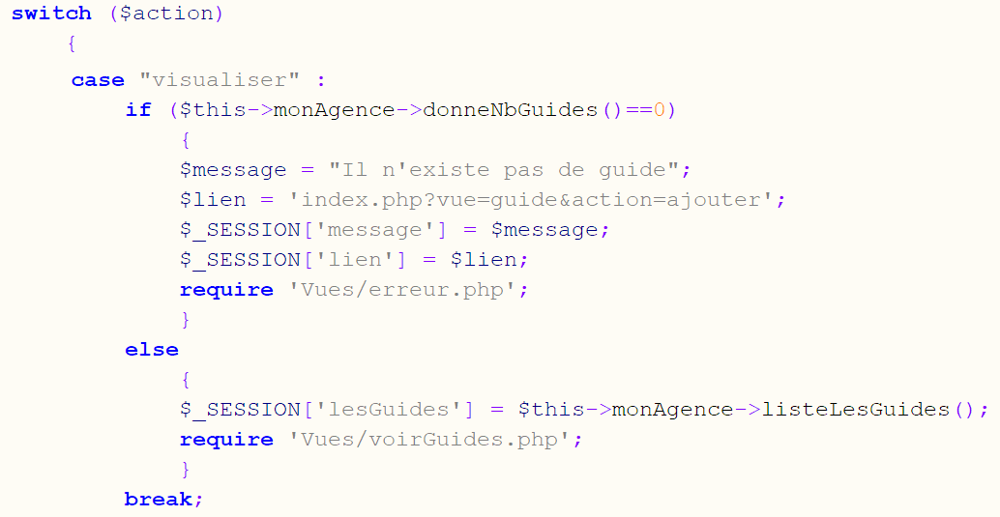 switch ($action)
{
case "visualiser" :
if ($this->monAgence->donneNbGuides()==0)
{
$message = "Il n'existe pas de guide";
$lien = 'index.php?vue=guide&action=ajouter';
$_SESSION['message'] = $message;
$_SESSION['lien'] = $lien;
require 'Vues/erreur.php';
}
else
{
$_SESSION['lesGuides'] = $this->monAgence->listeLesGuides();
require 'Vues/voirGuides.php';
}
break;